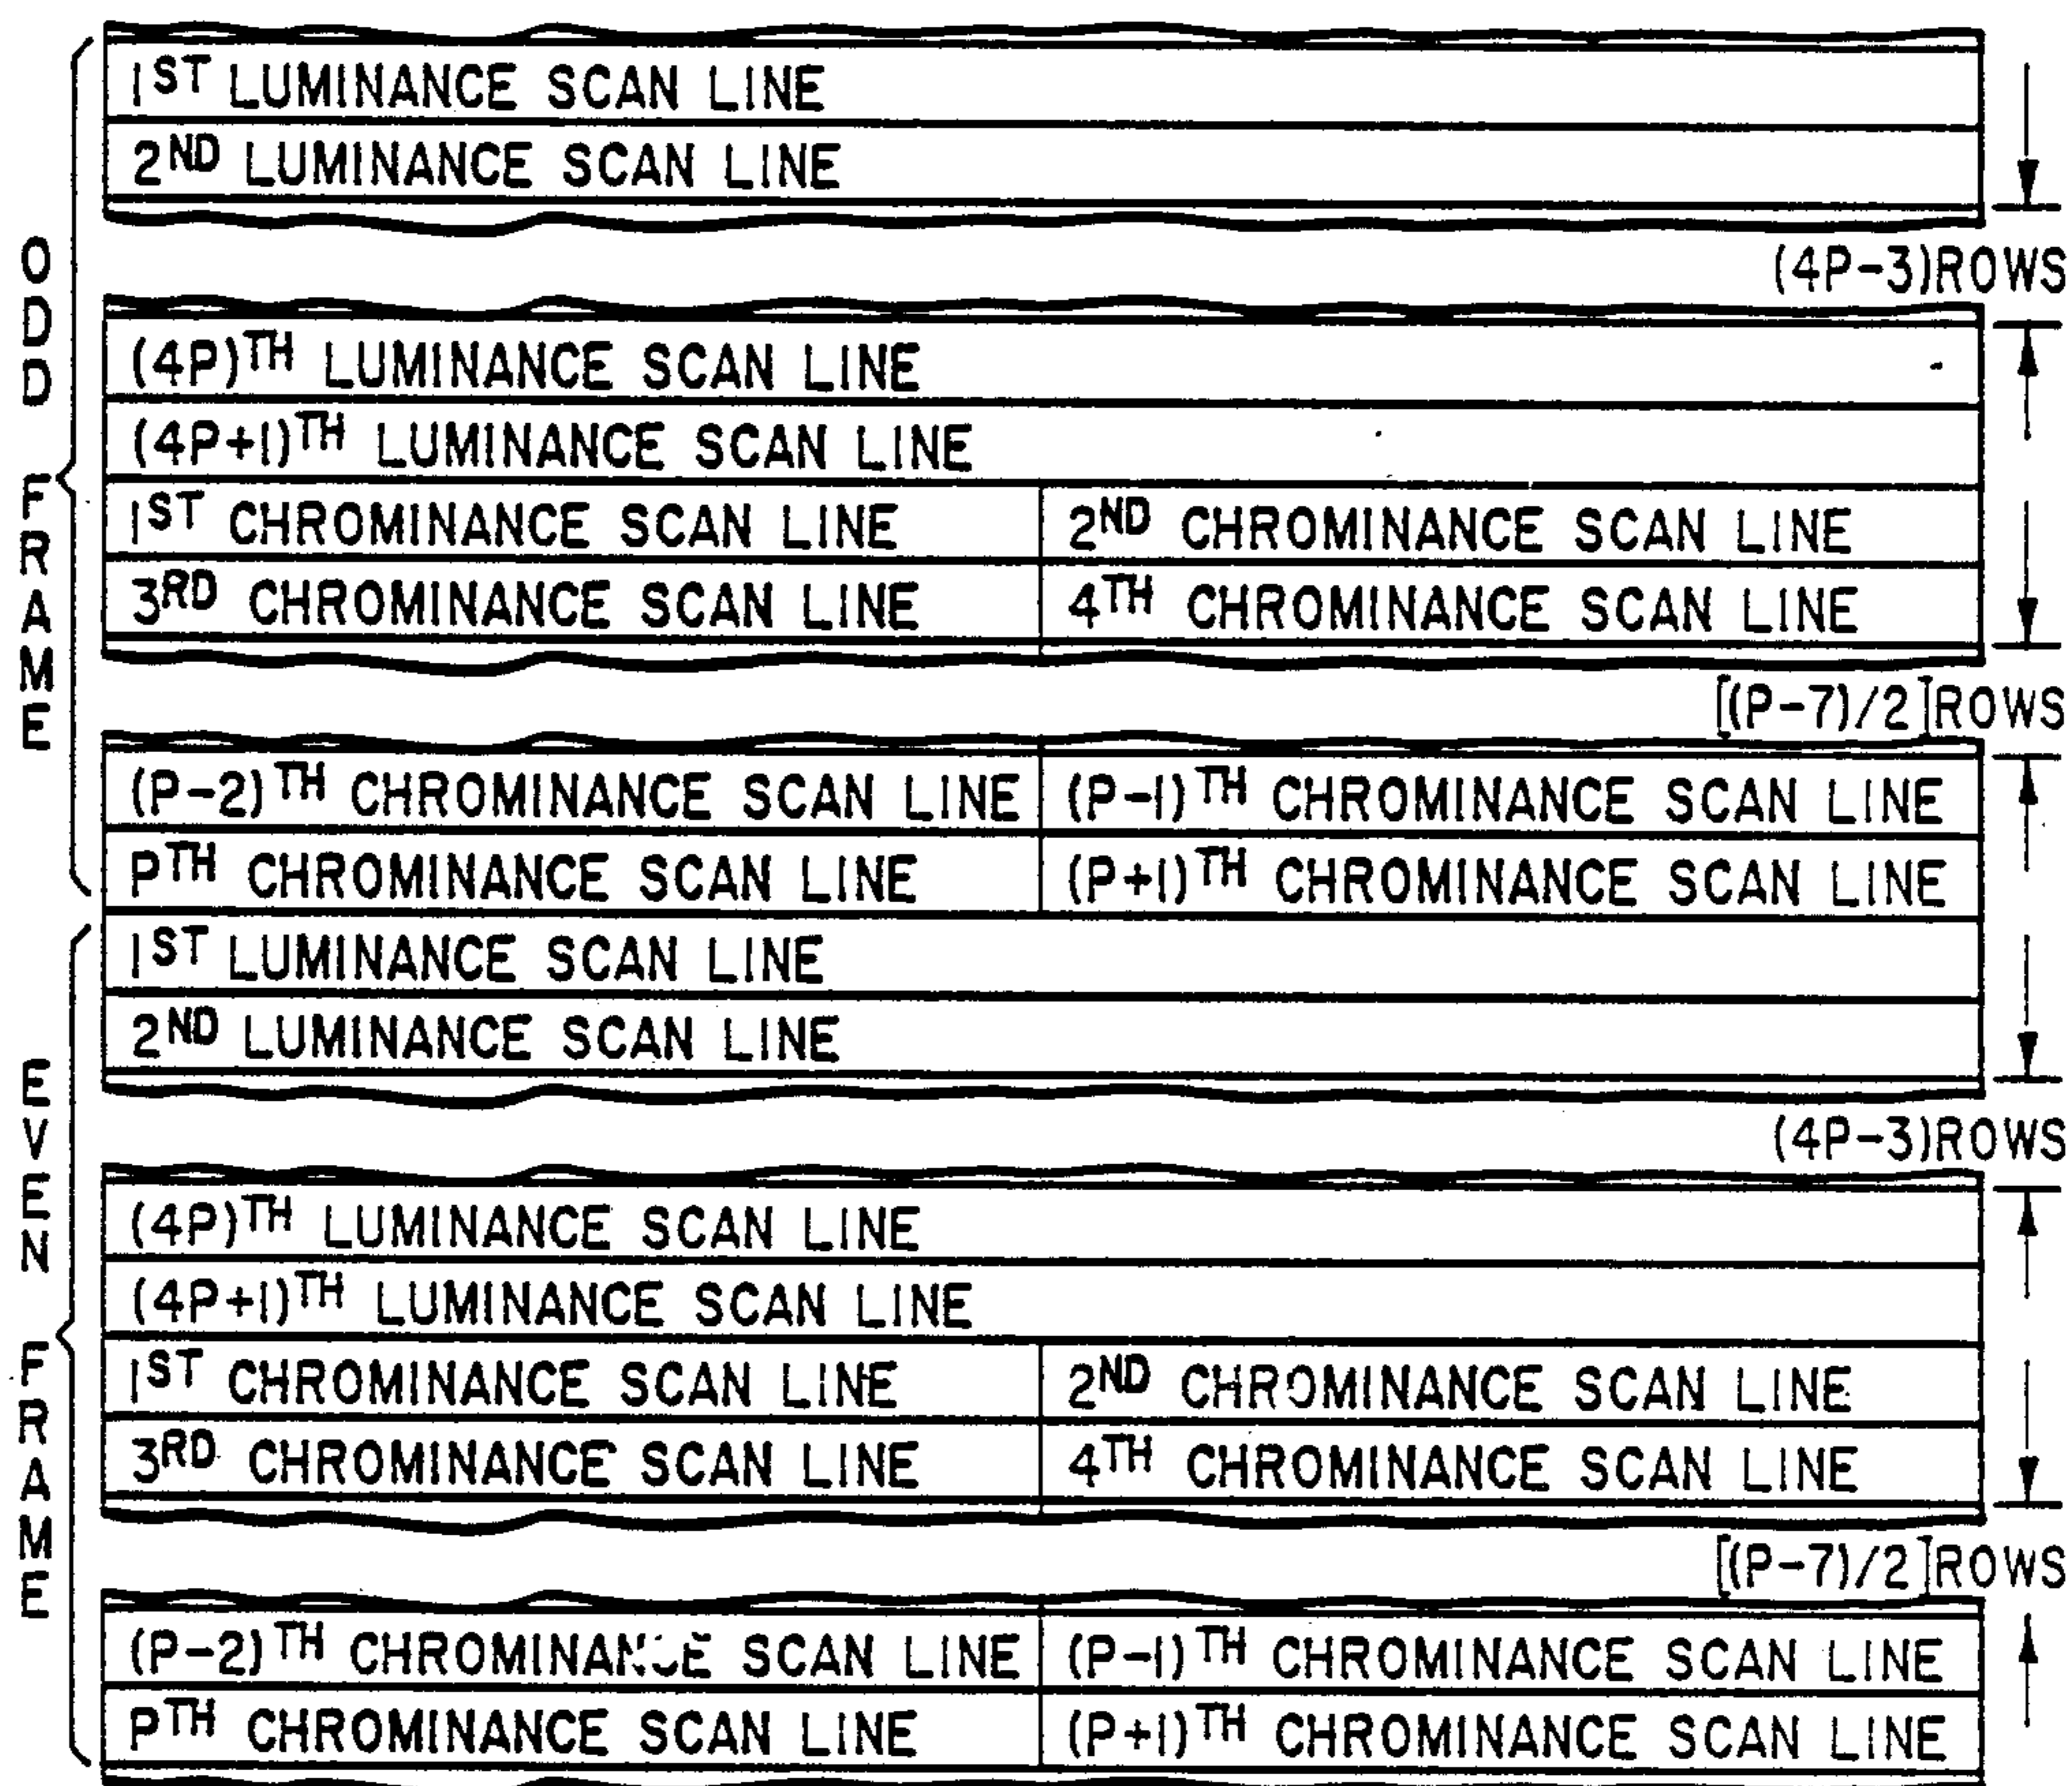 ODD FRAME
1ST LUMINANCE SCAN LINE
2ND LUMINANCE SCAN LINE
(4P-3)ROWS
(4P)TH LUMINANCE SCAN LINE
(4P+1)TH LUMINANCE SCAN LINE
1ST CHROMINANCE SCAN LINE 2ND CHROMINANCE SCAN LINE
3RD CHROMINANCE SCAN LINE 4TH CHROMINANCE SCAN LINE
[(P-7)/2]ROWS
(P-2)TH CHROMINANCE SCAN LINE (P-1)TH CHROMINANCE SCAN LINE
PTH CHROMINANCE SCAN LINE (P+1)TH CHROMINANCE SCAN LINE
EVEN FRAME
1ST LUMINANCE SCAN LINE
2ND LUMINANCE SCAN LINE
(4P-3)ROWS
(4P)TH LUMINANCE SCAN LINE
(4P+1)TH LUMINANCE SCAN LINE
1ST CHROMINANCE SCAN LINE 2ND CHROMINANCE SCAN LINE
3RD CHROMINANCE SCAN LINE 4TH CHROMINANCE SCAN LINE
[(P-7)/2]ROWS
(P-2)TH CHROMINANCE SCAN LINE (P-1)TH CHROMINANCE SCAN LINE
PTH CHROMINANCE SCAN LINE (P+1)TH CHROMINANCE SCAN LINE